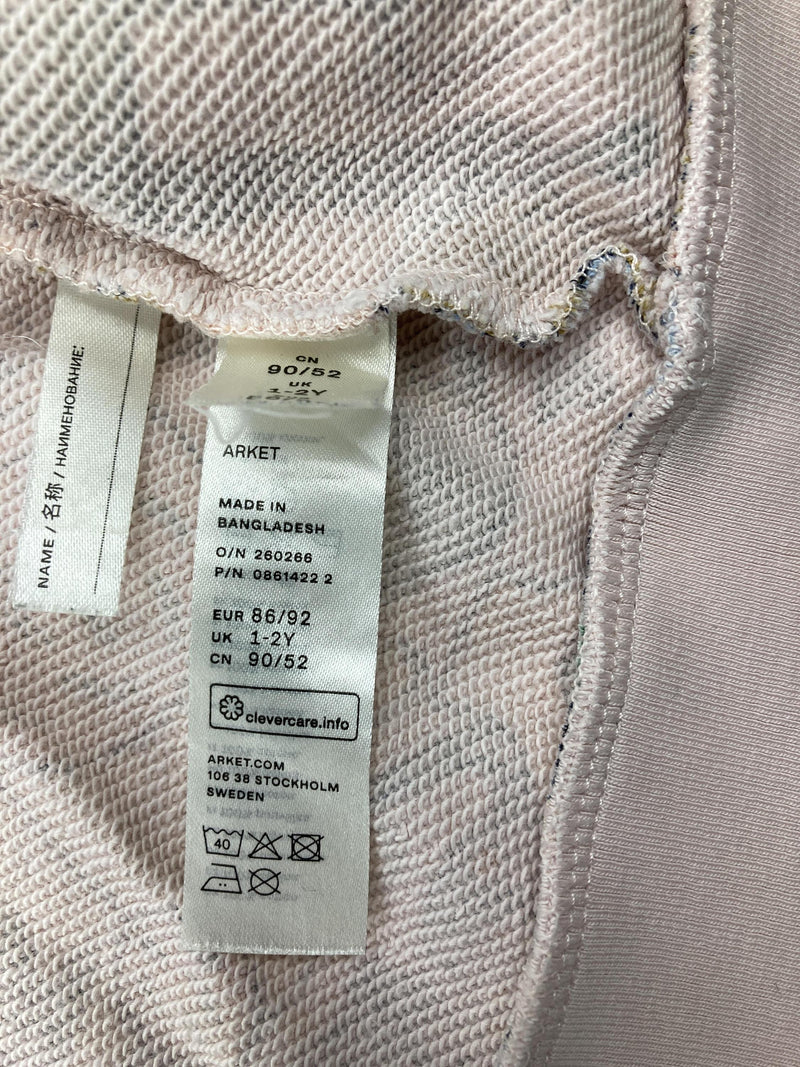 NAME / 名称 / НАИМЕНОВАНИЕ:
CN
90/52
UK
1-2Y
ARKET
MADE IN
BANGLADESH
O/N 260266
P/N 0861422 2
EUR 86/92
UK 1-2Y
CN 90/52
clevercare.info
ARKET.COM
106 38 STOCKHOLM
SWEDEN
40